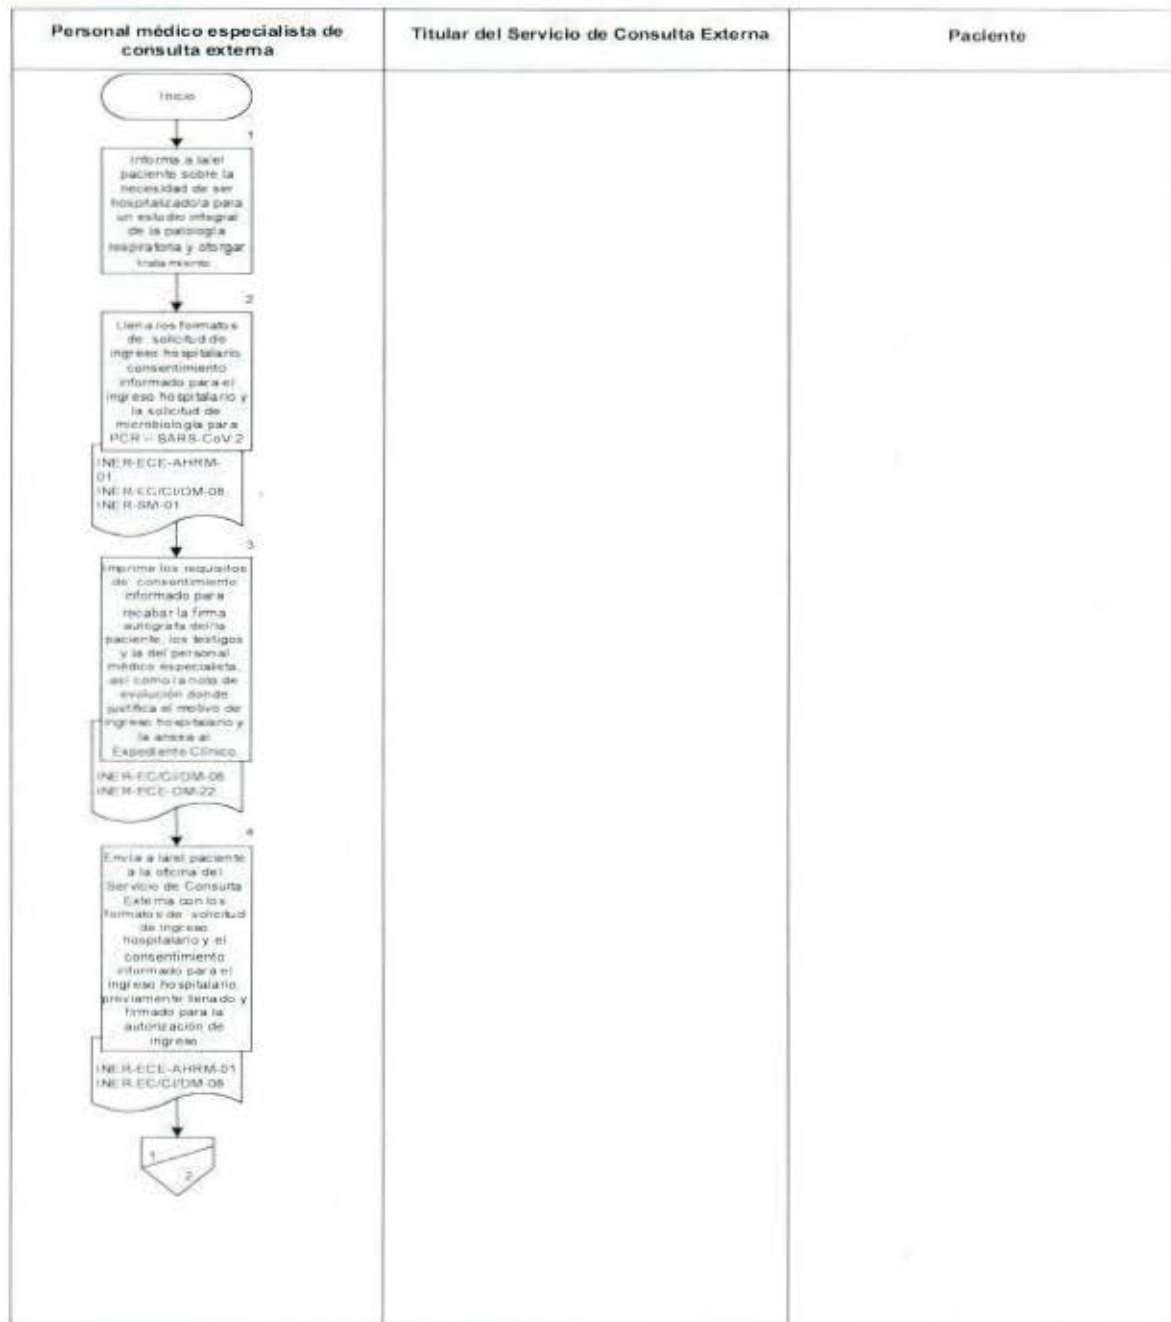 Personal médico especialista de
consulta externa
Titular del Servicio de Consulta Externa
Paciente
Inicio
1
Informa a la/el
paciente sobre la
necesidad de ser
hospitalizado/a para
un estudio integral
de la patología
respiratoria y otorgar
tratamiento
2
Llena los formatos
de solicitud de
ingreso hospitalario
consentimiento
informado para el
ingreso hospitalario y
la solicitud de
microbiología para
PCR – SARS-CoV.2
INER-ECE-AHRM-
01,
INER-EC/CI/DM-08,
INER-SM-01
3
Imprime los requisitos
de consentimiento
informado para
recabar la firma
autógrafa del/la
paciente, los testigos
y la del personal
médico especialista,
así como la nota de
evolución donde
justifica el motivo de
ingreso hospitalario y
la anexa al
Expediente Clínico
INER-EC/CI/DM-08
INER-ECE-DM-22
4
Envía a la/el paciente
a la oficina del
Servicio de Consulta
Externa con los
formatos de solicitud
de ingreso
hospitalario y el
consentimiento
informado para el
ingreso hospitalario,
previamente llenado y
firmado para la
autorización de
ingreso
INER-ECE-AHRM-01
INER-EC/CI/DM-08
1
2